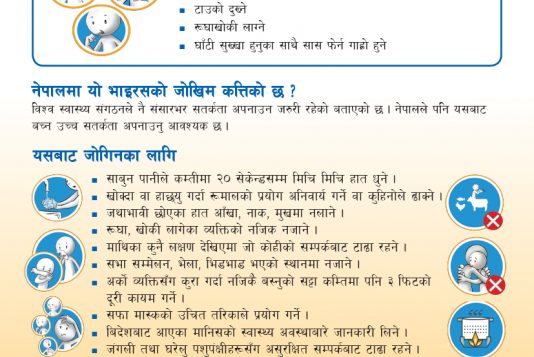 टाउको दुख्ने
रूघाखोकी लाग्ने
घाँटी सुख्खा हुनुका साथै सास फेर्न गाह्रो हुने
नेपालमा यो भाइरसको जोखिम कत्तिको छ ?
विश्व स्वास्थ्य संगठनले नै संसारभर सतर्कता अपनाउन जरुरी रहेको बताएको छ । नेपालले पनि यसबाट
बच्न उच्च सतर्कता अपनाउनु आवश्यक छ ।
यसबाट जोगिनका लागि
साबुन पानीले कम्तीमा २० सेकेन्डसम्म मिचि मिचि हात धुने ।
खोक्दा वा हाछ्यु गर्दा रूमालको प्रयोग अनिवार्य गर्ने वा कुहिनोले ढाक्ने ।
जथाभावी छोएका हात आँखा, नाक, मुखमा नलाने ।
रूघा, खोकी लागेका व्यक्तिको नजिक नजाने ।
माथिका कुनै लक्षण देखिएमा जो कोहीको सम्पर्कबाट टाढा रहने ।
सभा सम्मेलन, भेला, भिडभाड भएको स्थानमा नजाने ।
अर्को व्यक्तिसँग कुरा गर्दा नजिकै बस्नुको सट्टा कम्तिमा पनि ३ फिटको
दूरी कायम गर्ने ।
सफा मास्कको उचित तरिकाले प्रयोग गर्ने ।
बिदेशबाट आएका मानिसको स्वास्थ्य अवस्थाबारे जानकारी लिने ।
जंगली तथा घरेलु पशुपंक्षीहरूसँग असुरक्षित सम्पर्कबाट टाढा रहने ।